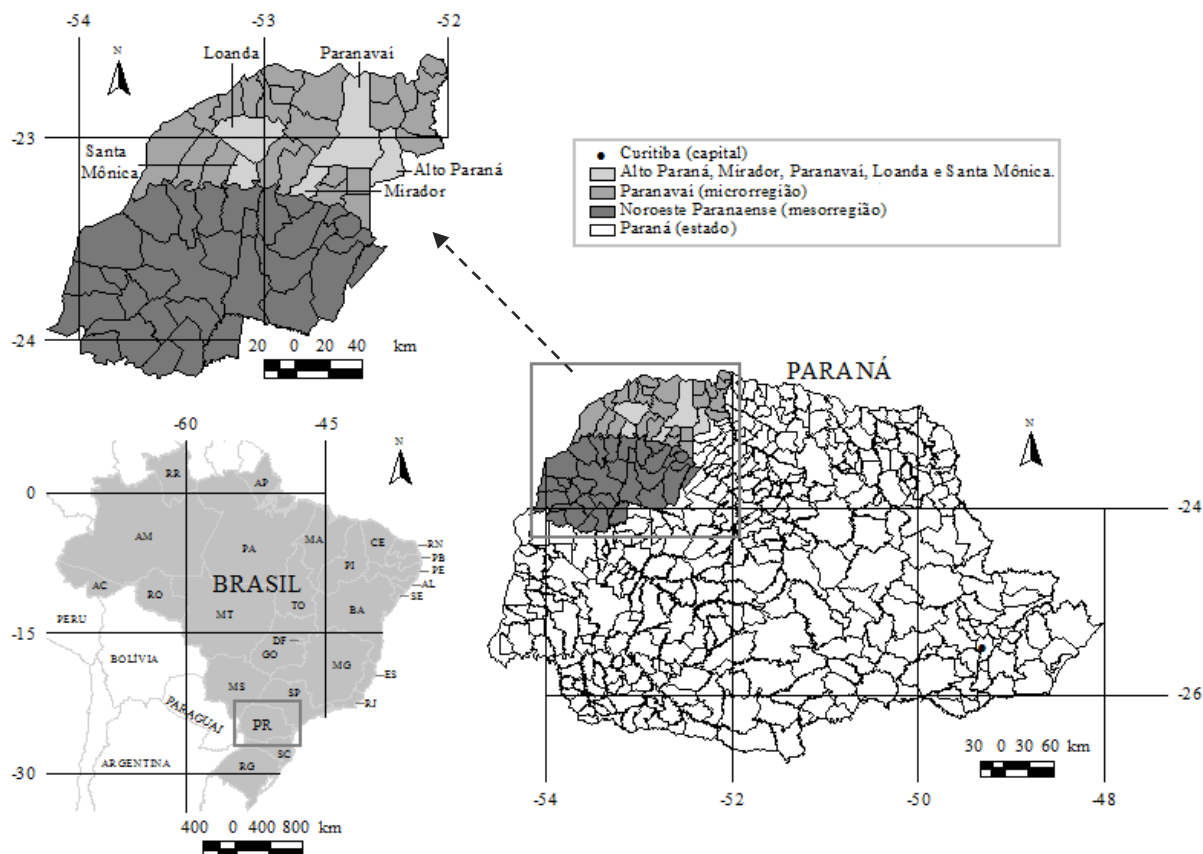 -54
-53
-52
N
Loanda
Paranavaí
-23
Santa
Mônica
Alto Paraná
Mirador
-24
20 0 20 40 km
Curitiba (capital)
Alto Paraná, Mirador, Paranavaí, Loanda e Santa Mônica.
Paranavaí (microrregião)
Noroeste Paranaense (mesorregião)
Paraná (estado)
PARANÁ
N
-24
-26
30 0 30 60 km
-54
-52
-50
-48
-60
-45
N
RR
AP
0
AM
PA
MA
CE
RN
PB
PE
PI
AL
SE
AC
RO
BRASIL
TO
BA
MT
PERU
-15
DF
GO
BOLÍVIA
MG
ES
MS
SP
RJ
PARAGUAI
PR
SC
ARGENTINA
RG
-30
400 0 400 800 km